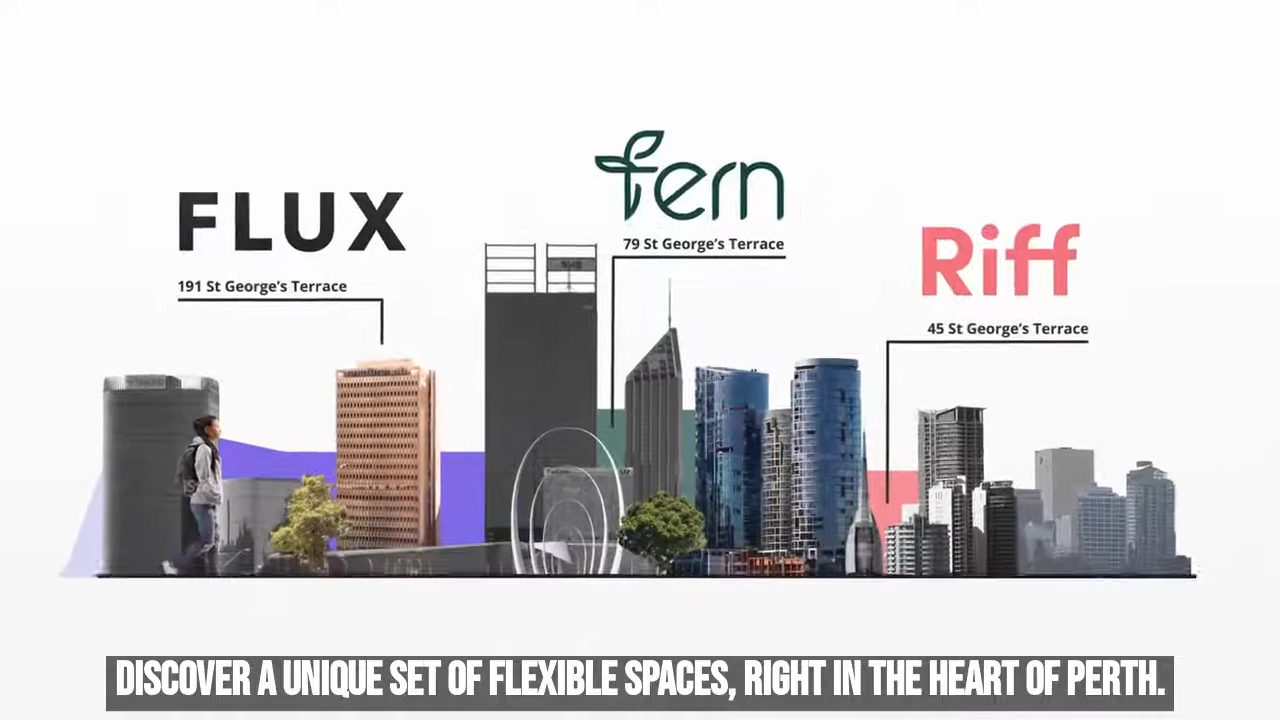 FLUX
191 St George's Terrace
fern
79 St George's Terrace
Riff
45 St George's Terrace
DISCOVER A UNIQUE SET OF FLEXIBLE SPACES, RIGHT IN THE HEART OF PERTH.